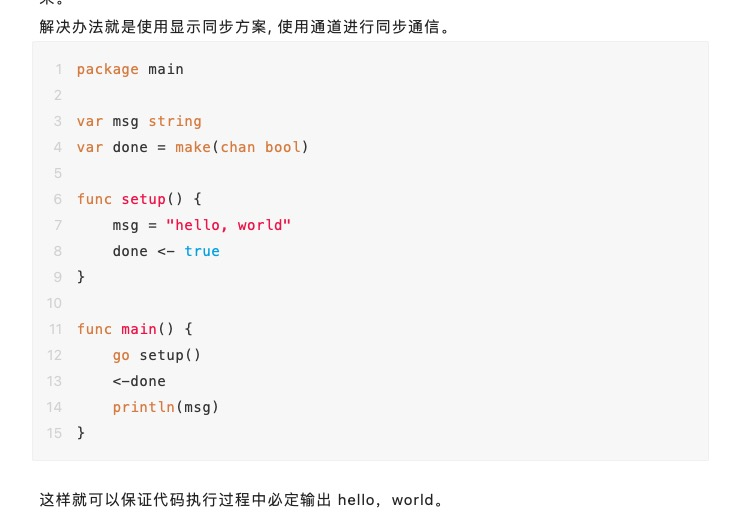 解决办法就是使用显示同步方案, 使用通道进行同步通信。
1 package main
2
3 var msg string
4 var done = make(chan bool)
5
6 func setup() {
7     msg = "hello, world"
8     done <- true
9 }
10
11 func main() {
12     go setup()
13     <-done
14     println(msg)
15 }
这样就可以保证代码执行过程中必定输出 hello，world。